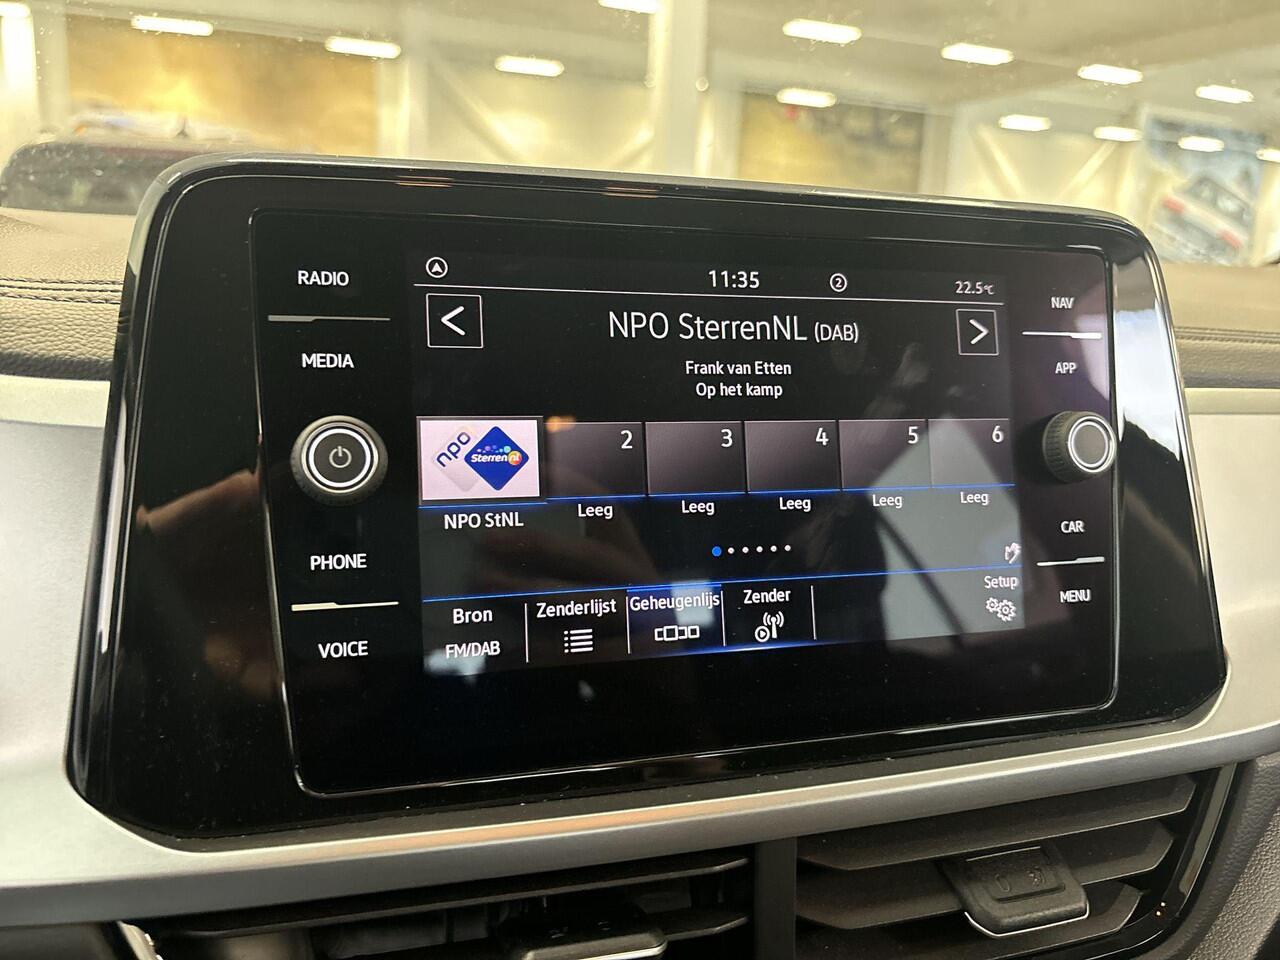 RADIO
MEDIA
PHONE
VOICE
11:35
2
22.5°C
NPO SterrenNL (DAB)
Frank van Etten
Op het kamp
npo Sterren nl
2
3
4
5
6
NPO StNL
Leeg
Leeg
Leeg
Leeg
Leeg
Bron
FM/DAB
Zenderlijst
Geheugenlijst
Zender
Setup
NAV
APP
CAR
MENU